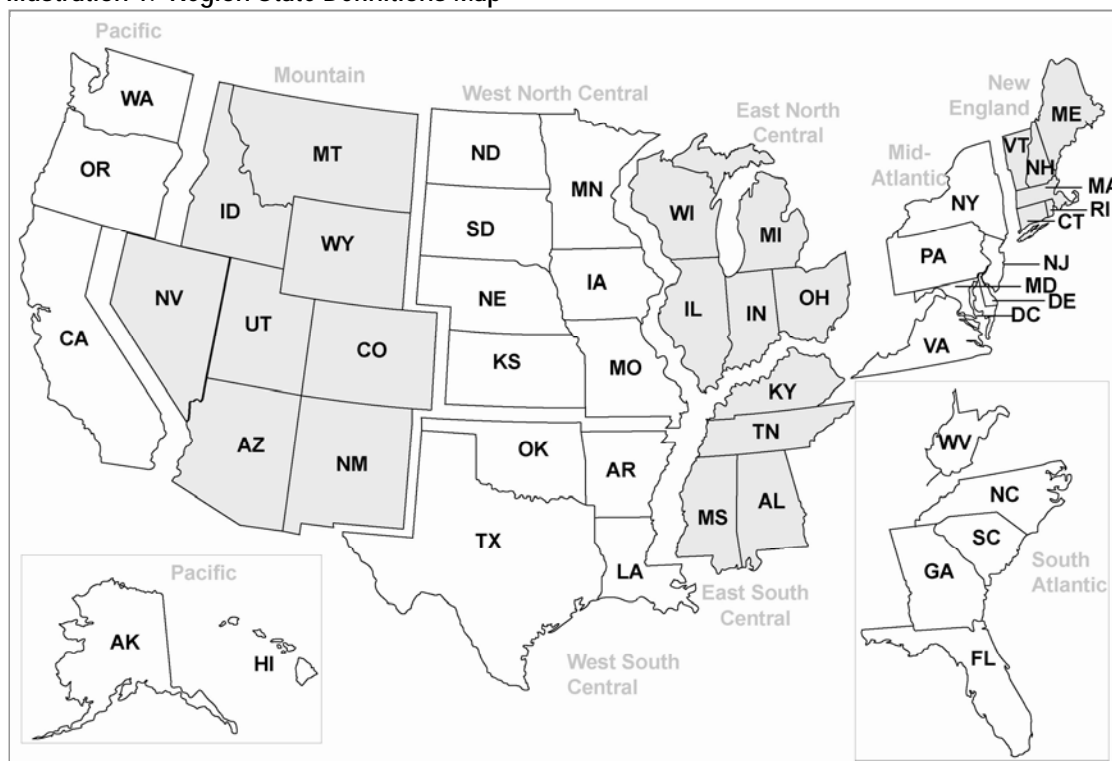 Illustration 1: Region State Definitions Map
Pacific
Mountain
West North Central
East North
Central
New
England
Mid-
Atlantic
WA
OR
CA
NV
ID
MT
WY
UT
CO
AZ
NM
ND
SD
NE
KS
MN
IA
MO
OK
AR
TX
LA
WI
MI
IL
IN
OH
KY
TN
MS
AL
ME
VT
NH
MA
RI
CT
NY
PA
NJ
MD
DE
DC
VA
East South
Central
West South
Central
Pacific
AK
HI
WV
NC
SC
GA
FL
South
Atlantic